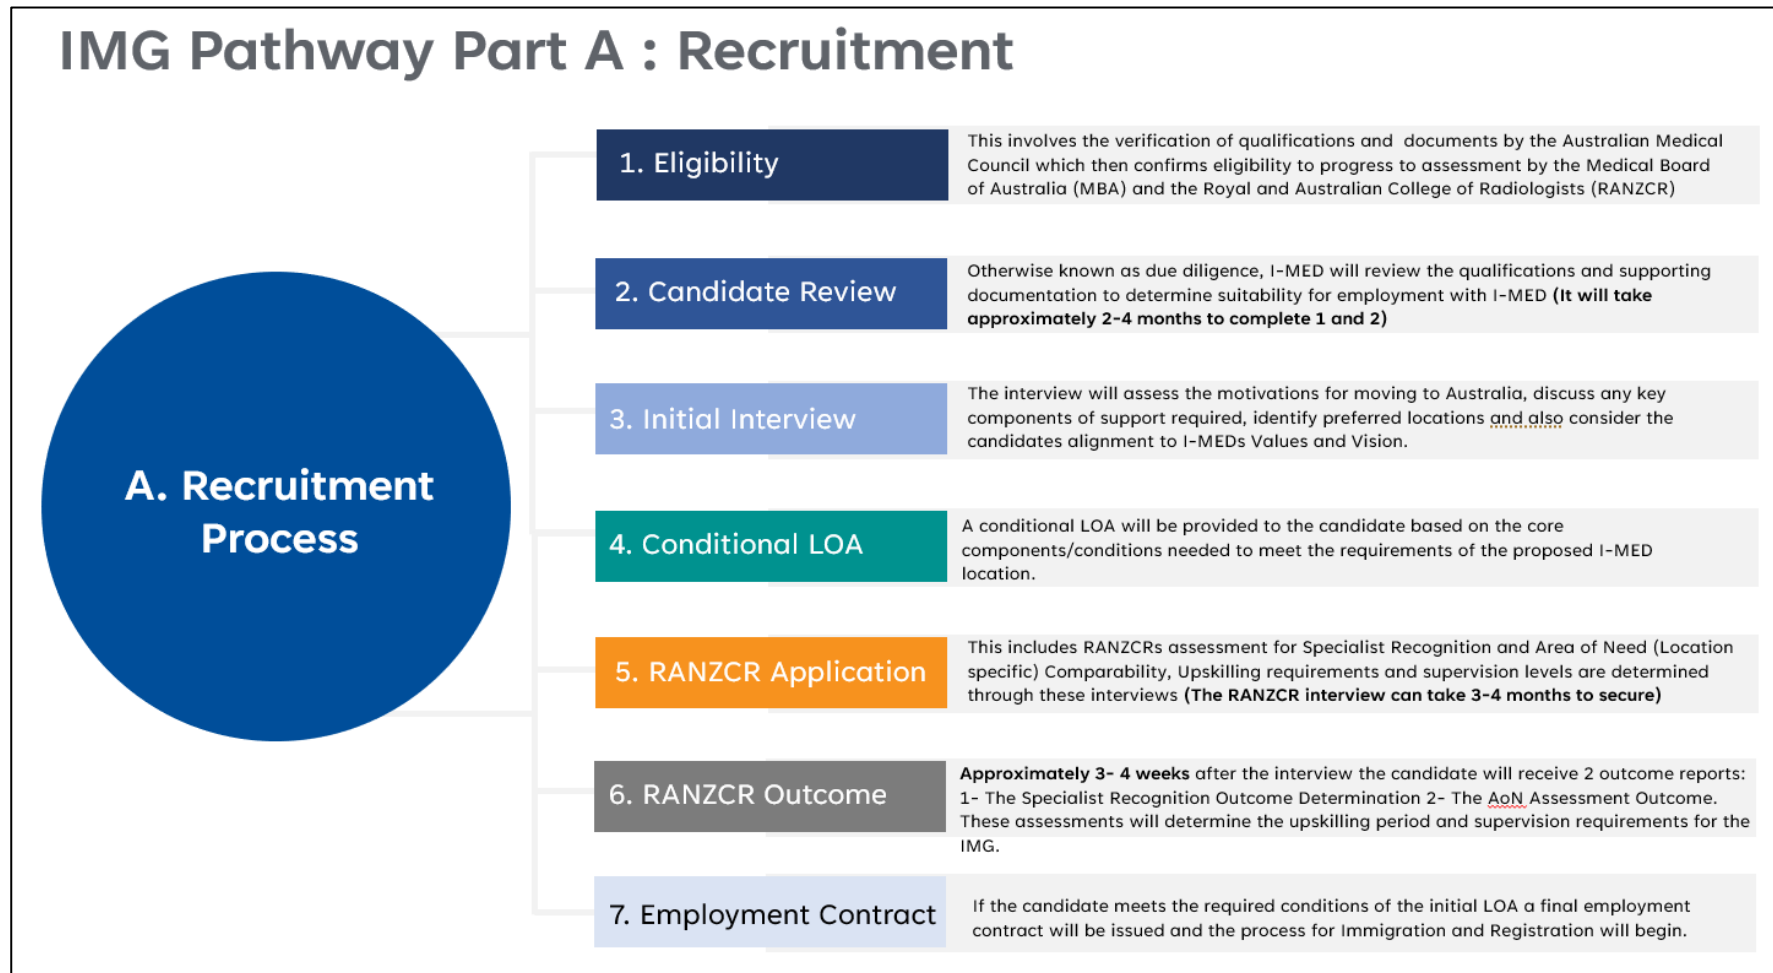 IMG Pathway Part A : Recruitment
A. Recruitment
Process
1. Eligibility
This involves the verification of qualifications and documents by the Australian Medical
Council which then confirms eligibility to progress to assessment by the Medical Board
of Australia (MBA) and the Royal and Australian College of Radiologists (RANZCR)
2. Candidate Review
Otherwise known as due diligence, I-MED will review the qualifications and supporting
documentation to determine suitability for employment with I-MED (It will take
approximately 2-4 months to complete 1 and 2)
3. Initial Interview
The interview will assess the motivations for moving to Australia, discuss any key
components of support required, identify preferred locations and also consider the
candidates alignment to I-MEDs Values and Vision.
4. Conditional LOA
A conditional LOA will be provided to the candidate based on the core
components/conditions needed to meet the requirements of the proposed I-MED
location.
5. RANZCR Application
This includes RANZCRs assessment for Specialist Recognition and Area of Need (Location
specific) Comparability, Upskilling requirements and supervision levels are determined
through these interviews (The RANZCR interview can take 3-4 months to secure)
6. RANZCR Outcome
Approximately 3- 4 weeks after the interview the candidate will receive 2 outcome reports:
1- The Specialist Recognition Outcome Determination 2- The AoN Assessment Outcome.
These assessments will determine the upskilling period and supervision requirements for the
IMG.
7. Employment Contract
If the candidate meets the required conditions of the initial LOA a final employment
contract will be issued and the process for Immigration and Registration will begin.